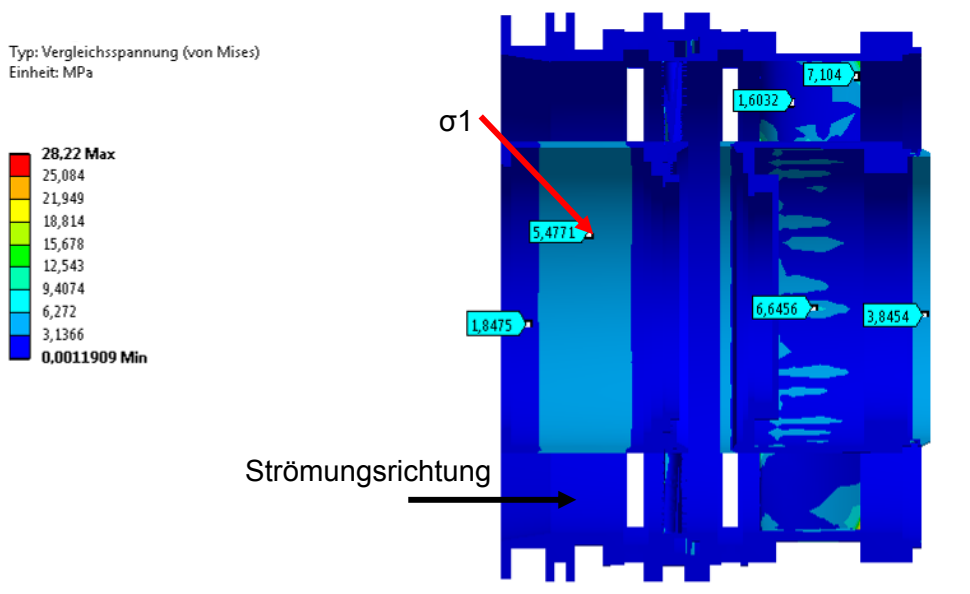 Typ: Vergleichsspannung (von Mises)
Einheit: MPa
28,22 Max
25,084
21,949
18,814
15,678
12,543
9,4074
6,272
3,1366
0,0011909 Min
σ1
7,104
1,6032
5,4771
6,6456
3,8454
1,8475
Strömungsrichtung